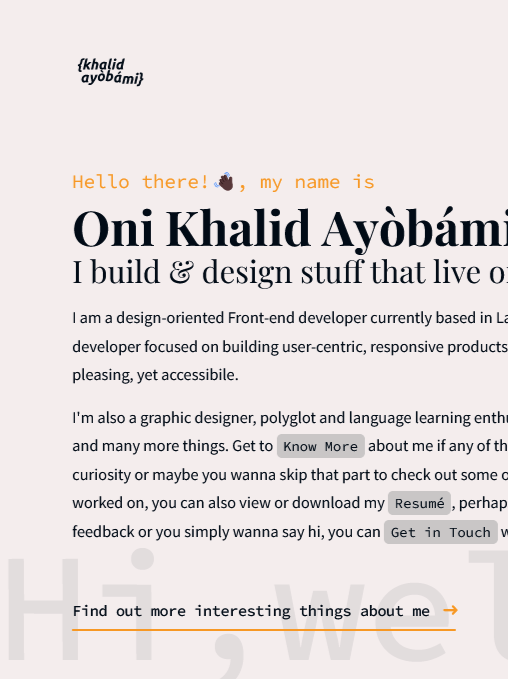 {khalid
ayòbámi}
Hello there!👋🏿, my name is
Oni Khalid Ayòbámi
I build & design stuff that live o
I am a design-oriented Front-end developer currently based in La
developer focused on building user-centric, responsive products
pleasing, yet accessibile.
I'm also a graphic designer, polyglot and language learning enth
and many more things. Get to Know More about me if any of th
curiosity or maybe you wanna skip that part to check out some o
worked on, you can also view or download my Resumé, perhap
feedback or you simply wanna say hi, you can Get in Touch w
Hi,wel
Find out more interesting things about me →